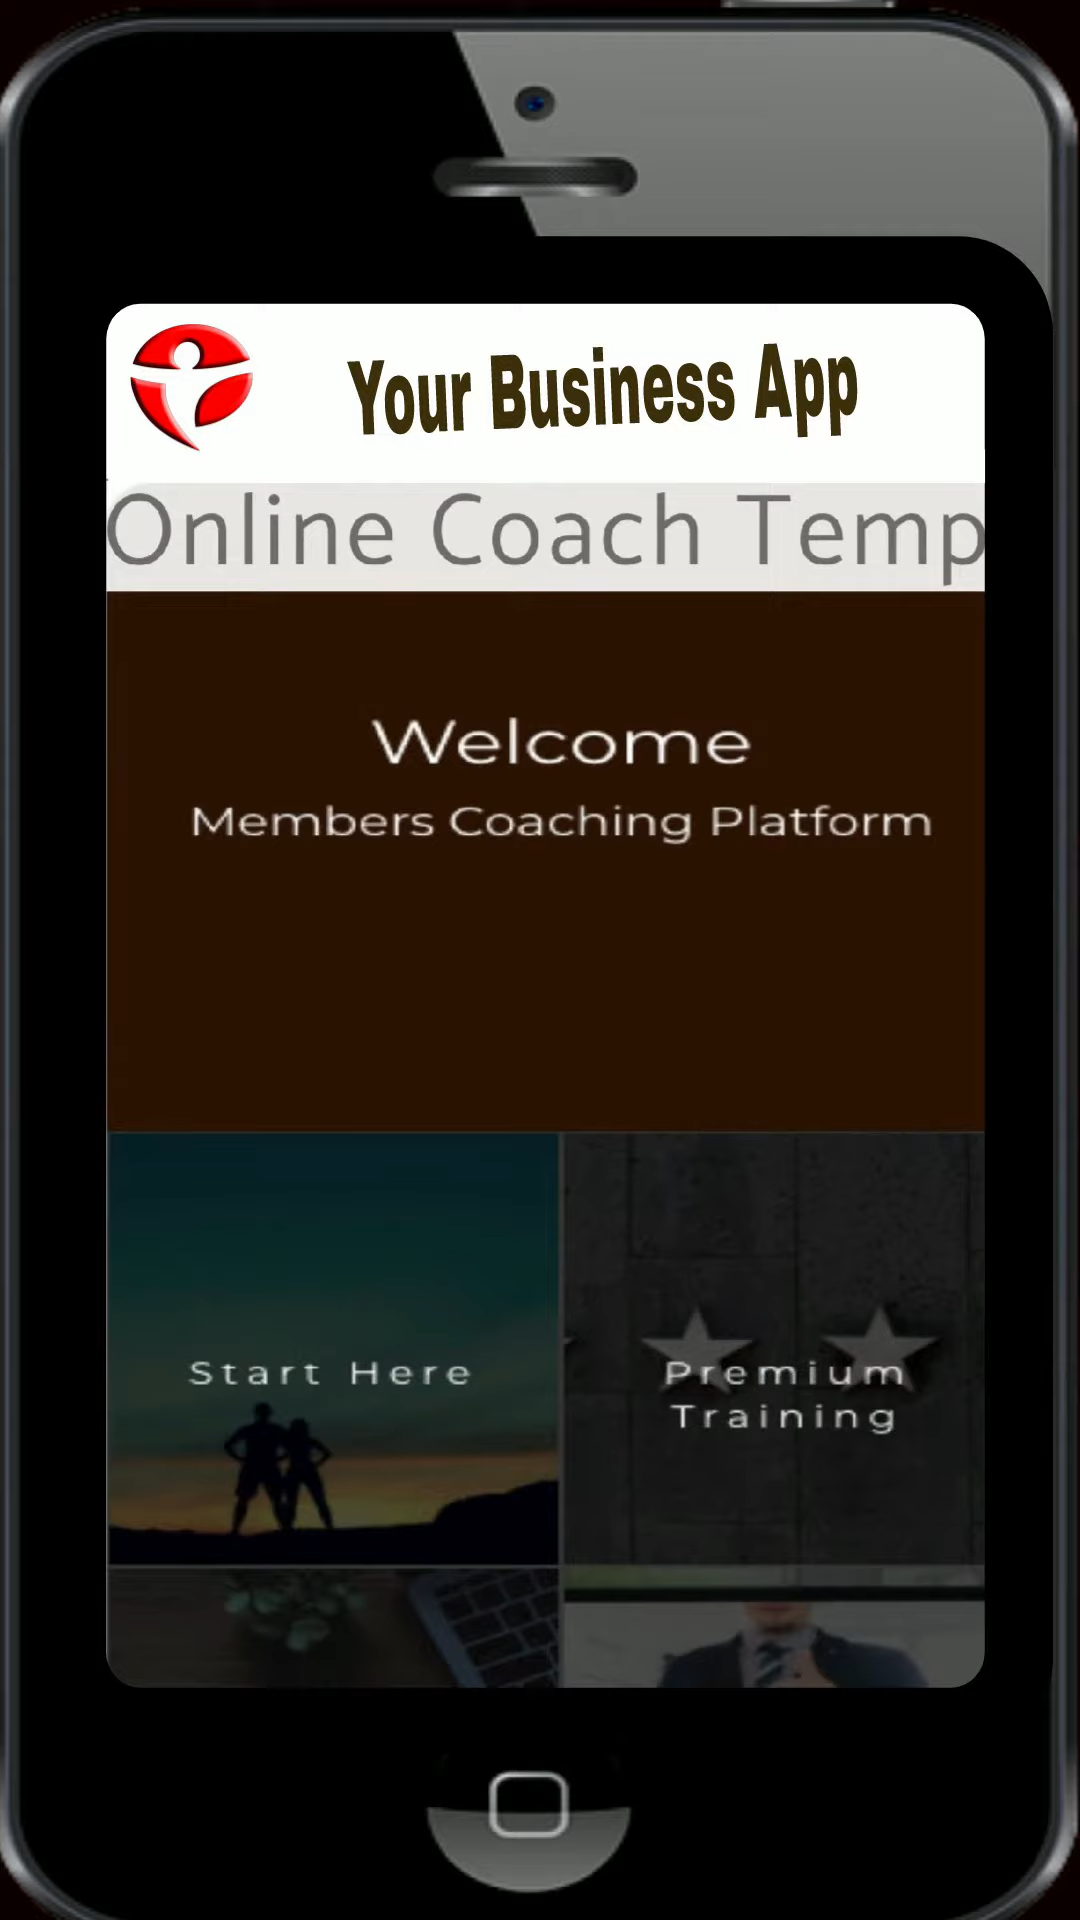 Your Business App
Online Coach Temp
Welcome
Members Coaching Platform
Start Here
Premium
Training